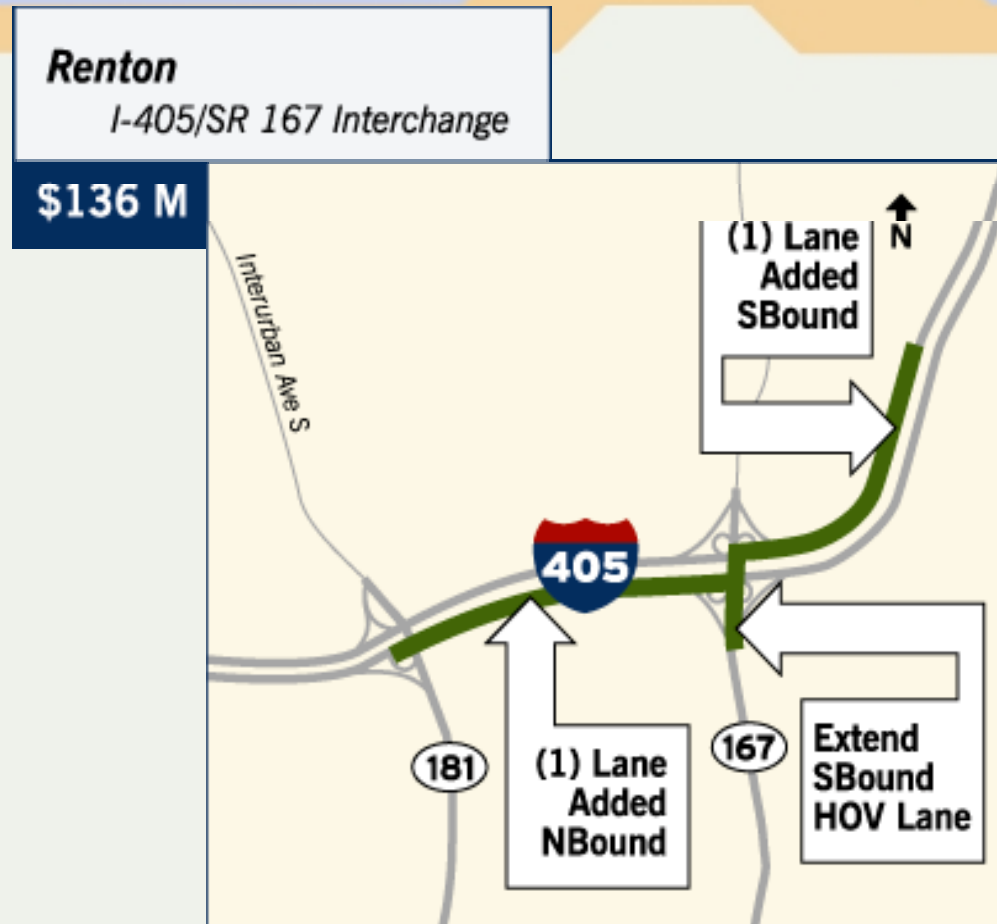 Renton
I-405/SR 167 Interchange
$136 M
N
(1) Lane
Added
SBound
Interurban Ave S
405
181
(1) Lane
Added
NBound
167
Extend
SBound
HOV Lane